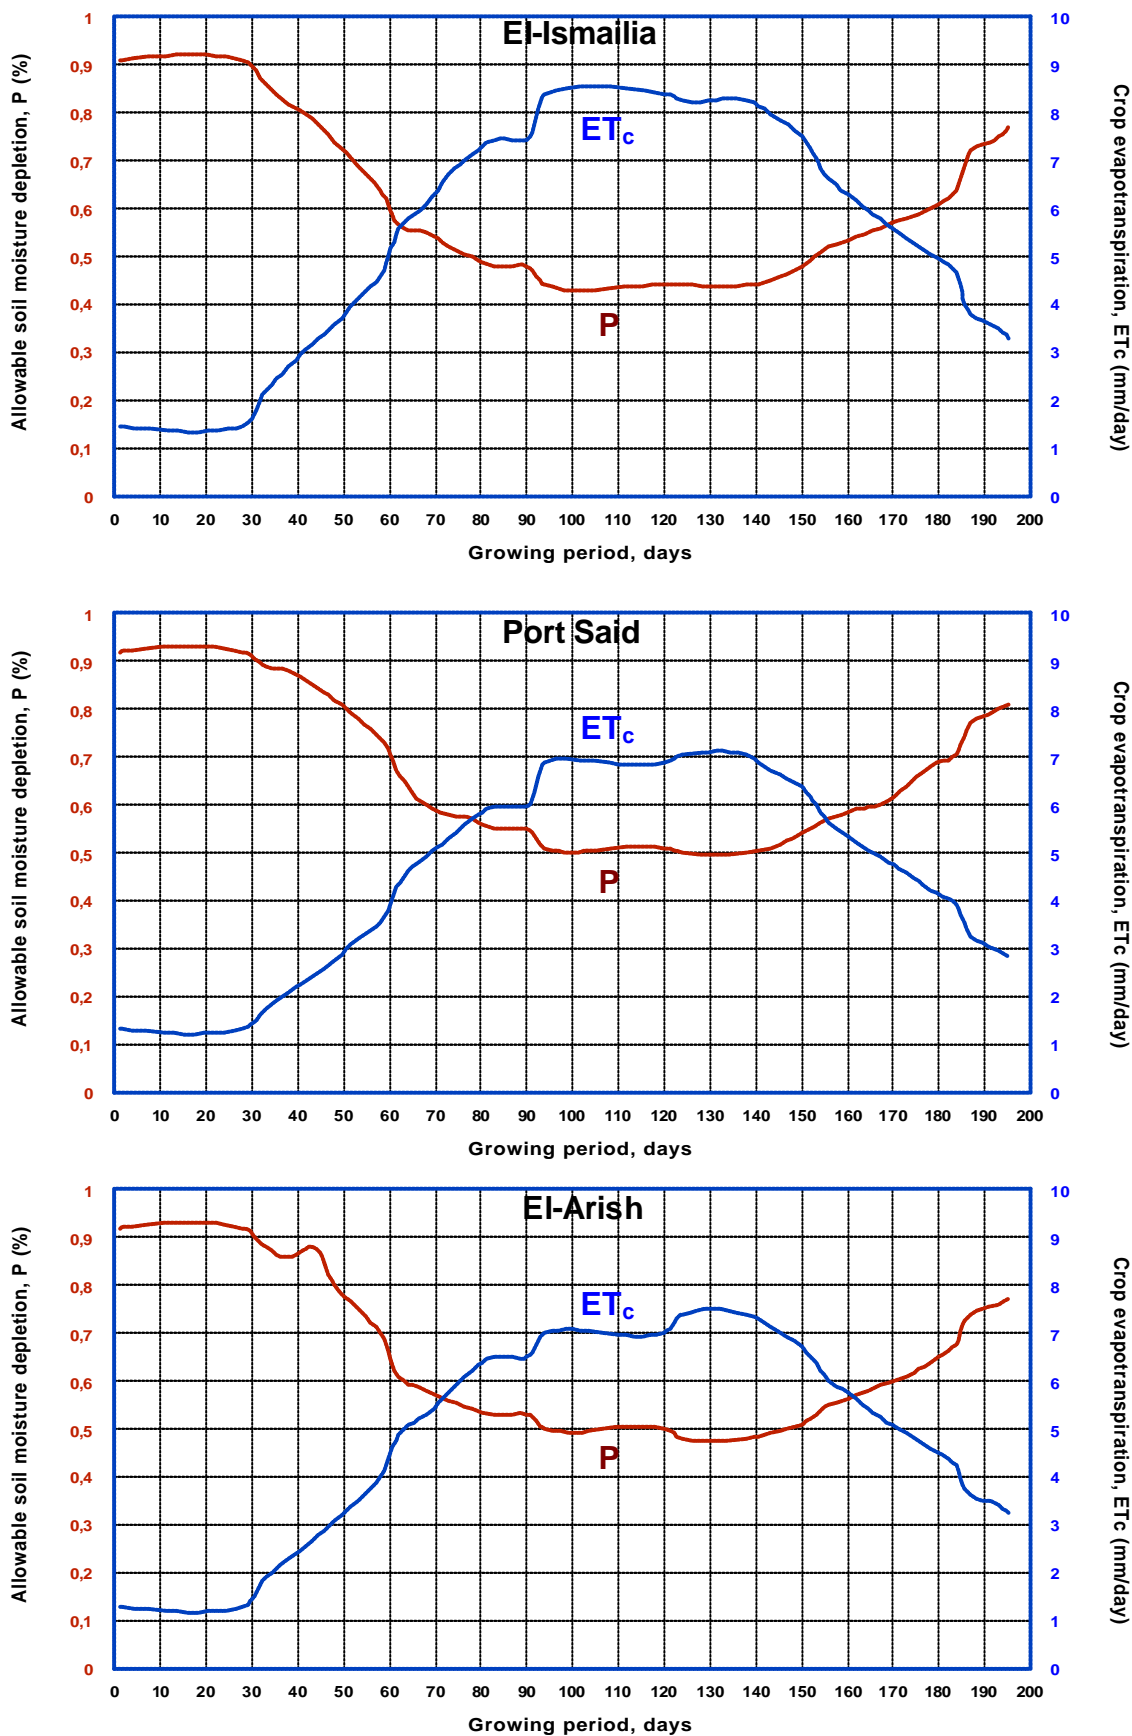 El-Ismailia
Allowable soil moisture depletion, P (%)
1 10
0,9 9
0,8 8
0,7 7
0,6 6
0,5 5
0,4 4
0,3 3
0,2 2
0,1 1
0 0
ETc
P
Crop evapotranspiration, ETc (mm/day)
0 10 20 30 40 50 60 70 80 90 100 110 120 130 140 150 160 170 180 190 200
Growing period, days
Port Said
Allowable soil moisture depletion, P (%)
1 10
0,9 9
0,8 8
0,7 7
0,6 6
0,5 5
0,4 4
0,3 3
0,2 2
0,1 1
0 0
ETc
P
Crop evapotranspiration, ETc (mm/day)
0 10 20 30 40 50 60 70 80 90 100 110 120 130 140 150 160 170 180 190 200
Growing period, days
El-Arish
Allowable soil moisture depletion, P (%)
1 10
0,9 9
0,8 8
0,7 7
0,6 6
0,5 5
0,4 4
0,3 3
0,2 2
0,1 1
0 0
ETc
P
Crop evapotranspiration, ETc (mm/day)
0 10 20 30 40 50 60 70 80 90 100 110 120 130 140 150 160 170 180 190 200
Growing period, days